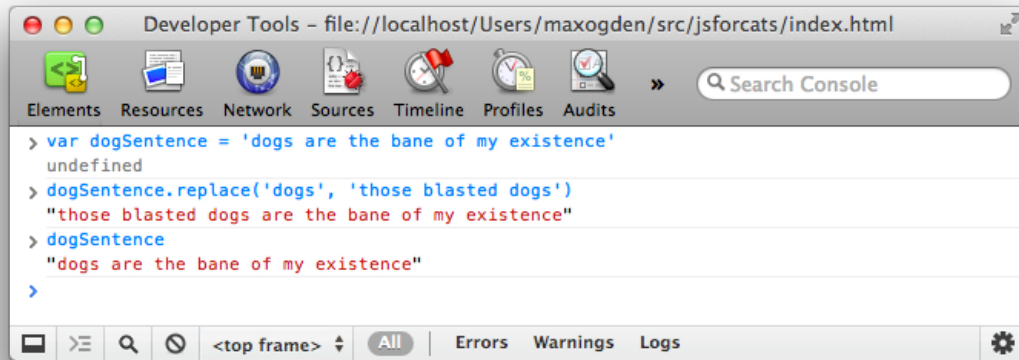 Developer Tools – file://localhost/Users/maxogden/src/jsforcats/index.html
Elements Resources Network Sources Timeline Profiles Audits » Search Console
> var dogSentence = 'dogs are the bane of my existence'
undefined
> dogSentence.replace('dogs', 'those blasted dogs')
"those blasted dogs are the bane of my existence"
> dogSentence
"dogs are the bane of my existence"
>
<top frame> All Errors Warnings Logs